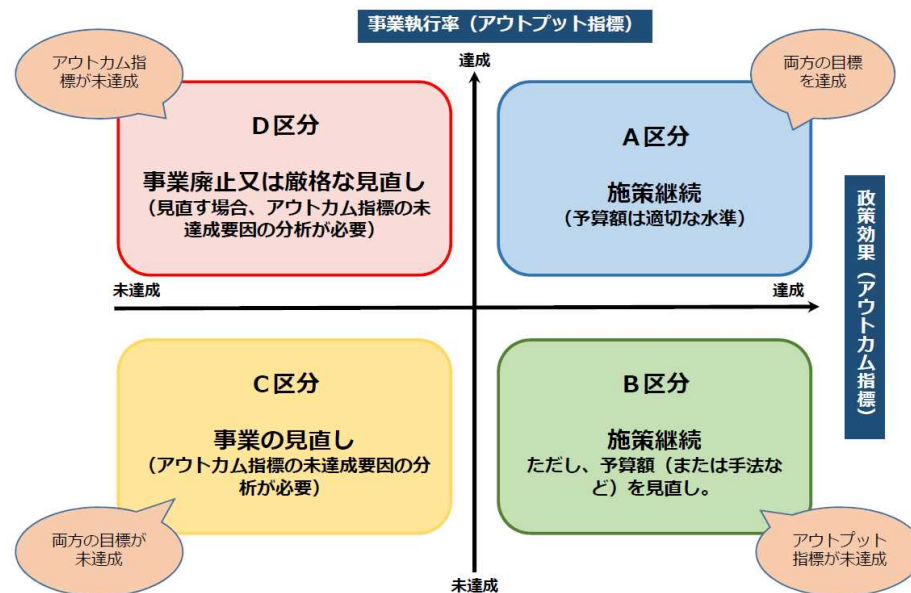 事業執行率（アウトプット指標）
達成
アウトカム指
標が未達成
両方の目標
を達成
D区分
事業廃止又は厳格な見直し
（見直す場合、アウトカム指標の未
達成要因の分析が必要）
A区分
施策継続
（予算額は適切な水準）
政策効果（アウトカム指標）
未達成
達成
C区分
事業の見直し
（アウトカム指標の未達成要因の分
析が必要）
B区分
施策継続
ただし、予算額（または手法な
ど）を見直し。
両方の目標が
未達成
アウトプット
指標が未達成
未達成